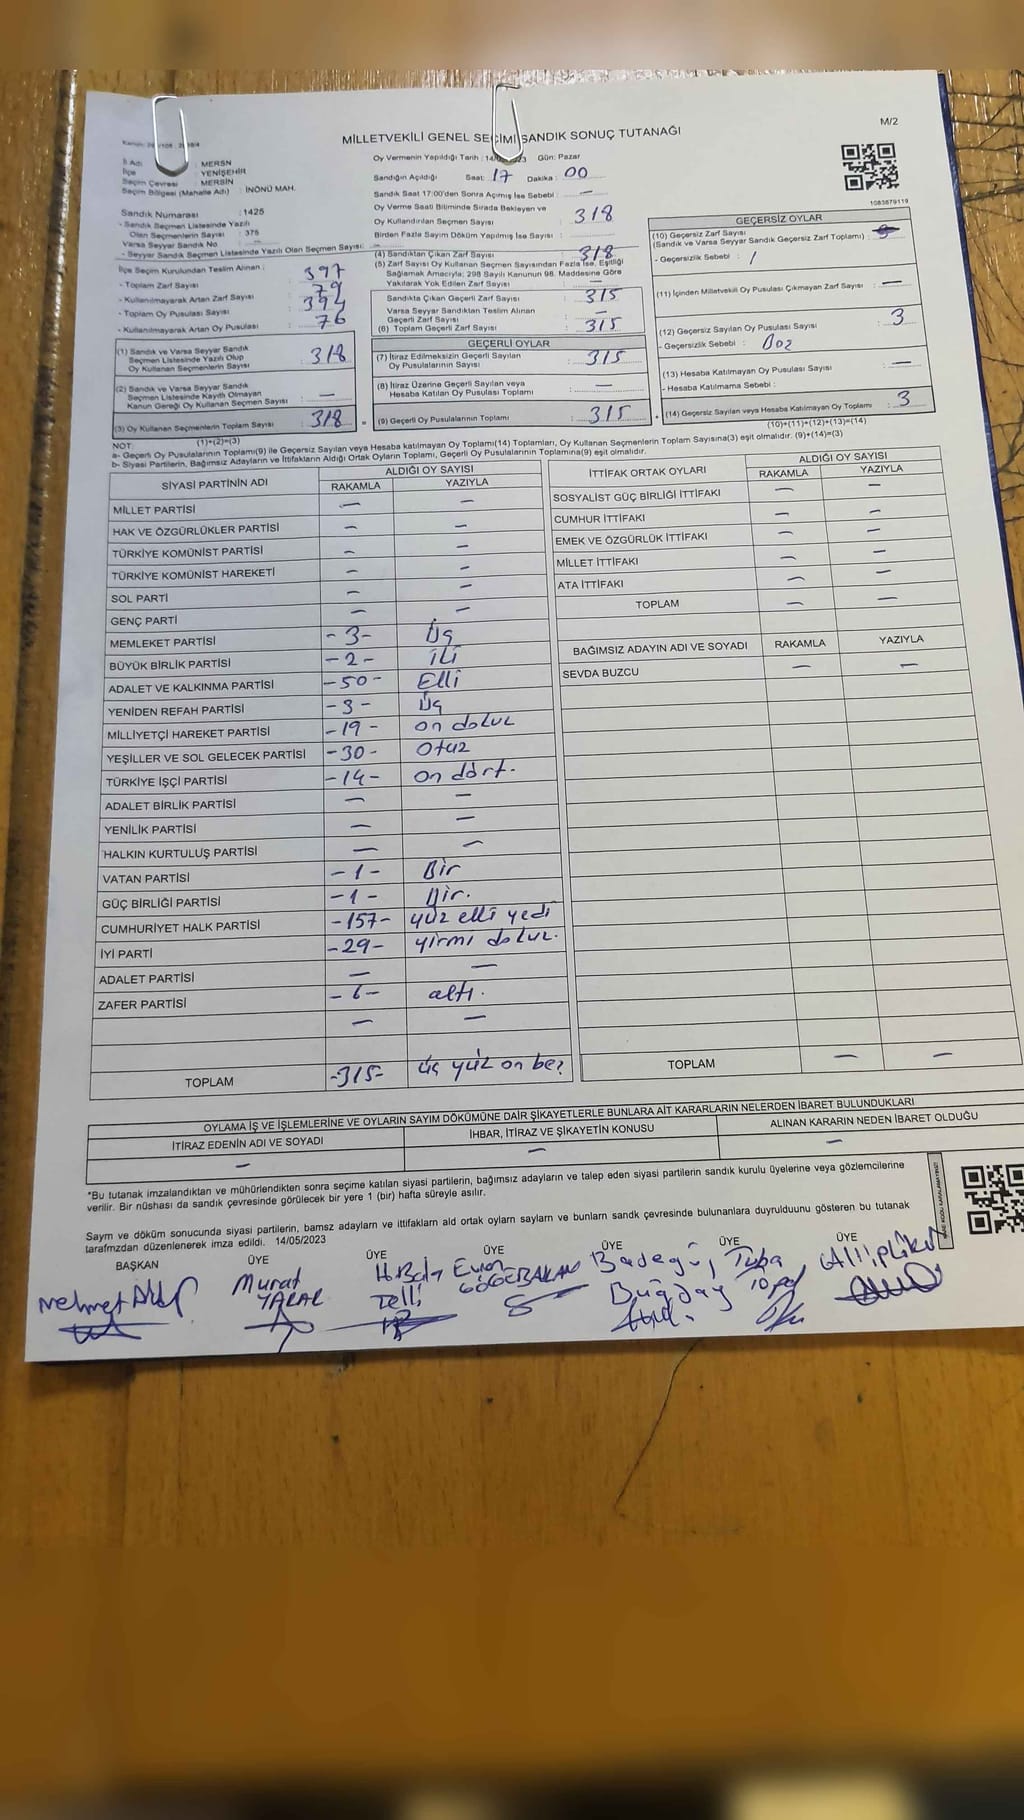 M/2
MİLLETVEKİLİ GENEL SEÇİMİ SANDIK SONUÇ TUTANAĞI
İl Adı : MERSN
İlçe : YENİŞEHİR
Seçim Çevresi : MERSİN
Seçim Bölgesi (Mahalle Adı) : İNÖNÜ MAH.
Oy Vermenin Yapıldığı Tarih : Gün: Pazar
Sandığın Açıldığı Saat: 17 Dakika : 00
Sandık Saat 17:00'den Sonra Açılmış İse Sebebi : —
Oy Verme Saati Bitiminde Sırada Bekleyen ve
Oy Kullandırılan Seçmen Sayısı : 318
Birden Fazla Sayım Döküm Yapılmış İse Sayısı :
1083879119
Sandık Numarası : 1425
- Sandık Seçmen Listesinde Yazılı
Olan Seçmenlerin Sayısı : 375
Varsa Seyyar Sandık No : —
- Seyyar Sandık Seçmen Listesinde Yazılı Olan Seçmen Sayısı: —
İlçe Seçim Kurulundan Teslim Alınan :
- Toplam Zarf Sayısı : 397
- Kullanılmayarak Artan Zarf Sayısı : 79
- Toplam Oy Pusulası Sayısı : 394
- Kullanılmayarak Artan Oy Pusulası : 76
(1) Sandık ve Varsa Seyyar Sandık
Seçmen Listesinde Yazılı Olup
Oy Kullanan Seçmenlerin Sayısı : 318
(2) Sandık ve Varsa Seyyar Sandık
Seçmen Listesinde Kayıtlı Olmayan
Kanun Gereği Oy Kullanan Seçmen Sayısı : —
(3) Oy Kullanan Seçmenlerin Toplam Sayısı : 318
(1)+(2)=(3)
(4) Sandıktan Çıkan Zarf Sayısı : 318
(5) Zarf Sayısı Oy Kullanan Seçmen Sayısından Fazla İse, Eşitliği
Sağlamak Amacıyla; 298 Sayılı Kanunun 98. Maddesine Göre
Yakılarak Yok Edilen Zarf Sayısı : —
Sandıkta Çıkan Geçerli Zarf Sayısı : 315
Varsa Seyyar Sandıktan Teslim Alınan
Geçerli Zarf Sayısı : —
(6) Toplam Geçerli Zarf Sayısı : 315
GEÇERLİ OYLAR
(7) İtiraz Edilmeksizin Geçerli Sayılan
Oy Pusulalarının Sayısı : 315
(8) İtiraz Üzerine Geçerli Sayılan veya
Hesaba Katılan Oy Pusulası Toplamı : —
(9) Geçerli Oy Pusulalarının Toplamı : 315
GEÇERSİZ OYLAR
(10) Geçersiz Zarf Sayısı
(Sandık ve Varsa Seyyar Sandık Geçersiz Zarf Toplamı) :
- Geçersizlik Sebebi : /
(11) İçinden Milletvekili Oy Pusulası Çıkmayan Zarf Sayısı : —
(12) Geçersiz Sayılan Oy Pusulası Sayısı : 3
- Geçersizlik Sebebi :
(13) Hesaba Katılmayan Oy Pusulası Sayısı : —
- Hesaba Katılmama Sebebi :
(14) Geçersiz Sayılan veya Hesaba Katılmayan Oy Toplamı : 3
(10)+(11)+(12)+(13)=(14)
NOT:
a- Geçerli Oy Pusulalarının Toplamı(9) ile Geçersiz Sayılan veya Hesaba katılmayan Oy Toplamı(14) Toplamları, Oy Kullanan Seçmenlerin Toplam Sayısına(3) eşit olmalıdır. (9)+(14)=(3)
b- Siyasi Partilerin, Bağımsız Adayların ve İttifakların Aldığı Ortak Oyların Toplamı, Geçerli Oy Pusulalarının Toplamına(9) eşit olmalıdır.
SİYASİ PARTİNİN ADI ALDIĞI OY SAYISI
RAKAMLA YAZIYLA
MİLLET PARTİSİ — —
HAK VE ÖZGÜRLÜKLER PARTİSİ — —
TÜRKİYE KOMÜNİST PARTİSİ — —
TÜRKİYE KOMÜNİST HAREKETİ — —
SOL PARTİ — —
GENÇ PARTİ — —
MEMLEKET PARTİSİ -3- Üç
BÜYÜK BİRLİK PARTİSİ -2- iki
ADALET VE KALKINMA PARTİSİ -50- Elli
YENİDEN REFAH PARTİSİ -3- Üç
MİLLİYETÇİ HAREKET PARTİSİ -19- on dokuz
YEŞİLLER VE SOL GELECEK PARTİSİ -30- Otuz
TÜRKİYE İŞÇİ PARTİSİ -14- on dört.
ADALET BİRLİK PARTİSİ — —
YENİLİK PARTİSİ — —
HALKIN KURTULUŞ PARTİSİ — —
VATAN PARTİSİ -1- Bir
GÜÇ BİRLİĞİ PARTİSİ -1- Bir.
CUMHURİYET HALK PARTİSİ -157- yüz elli yedi
İYİ PARTİ -29- yirmi dokuz.
ADALET PARTİSİ — —
ZAFER PARTİSİ -6- altı.
— —
TOPLAM -315- üç yüz on beş
İTTİFAK ORTAK OYLARI ALDIĞI OY SAYISI
RAKAMLA YAZIYLA
SOSYALİST GÜÇ BİRLİĞİ İTTİFAKI — —
CUMHUR İTTİFAKI — —
EMEK VE ÖZGÜRLÜK İTTİFAKI — —
MİLLET İTTİFAKI — —
ATA İTTİFAKI — —
TOPLAM — —
BAĞIMSIZ ADAYIN ADI VE SOYADI RAKAMLA YAZIYLA
SEVDA BUZCU — —
TOPLAM — —
OYLAMA İŞ VE İŞLEMLERİNE VE OYLARIN SAYIM DÖKÜMÜNE DAİR ŞİKAYETLERLE BUNLARA AİT KARARLARIN NELERDEN İBARET BULUNDUKLARI
İTİRAZ EDENİN ADI VE SOYADI İHBAR, İTİRAZ VE ŞİKAYETİN KONUSU ALINAN KARARIN NEDEN İBARET OLDUĞU
— — —
*Bu tutanak imzalandıktan ve mühürlendikten sonra seçime katılan siyasi partilerin, bağımsız adayların ve talep eden siyasi partilerin sandık kurulu üyelerine veya gözlemcilerine
verilir. Bir nüshası da sandık çevresinde görülecek bir yere 1 (bir) hafta süreyle asılır.
Sayım ve döküm sonucunda siyasi partilerin, bamsz adayların ve ittifakların ald ortak oyların sayların ve bunların sandk çevresinde bulunanlara duyrulduunu gösteren bu tutanak
tarafmzdan düzenlenerek imza edildi. 14/05/2023
BAŞKAN ÜYE ÜYE ÜYE ÜYE ÜYE ÜYE
Mehmet
Murat
Badegül Buğday
Tuba